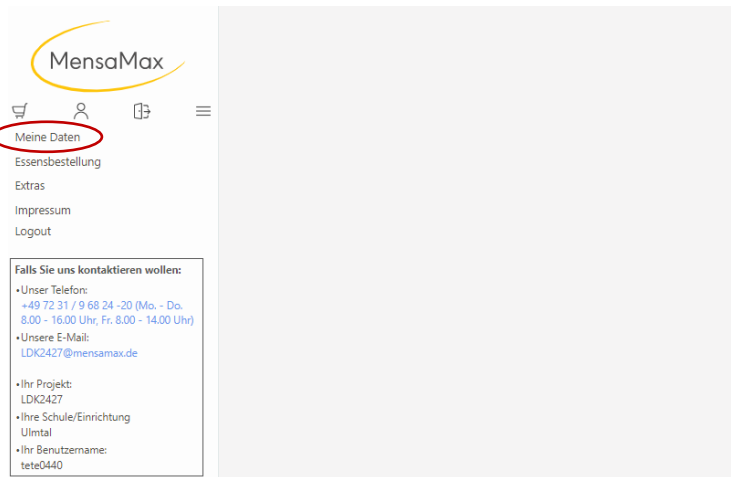 MensaMax
Meine Daten
Essensbestellung
Extras
Impressum
Logout
Falls Sie uns kontaktieren wollen:
•Unser Telefon:
+49 72 31 / 9 68 24 -20 (Mo. - Do.
8.00 - 16.00 Uhr, Fr. 8.00 - 14.00 Uhr)
•Unsere E-Mail:
LDK2427@mensamax.de
•Ihr Projekt:
LDK2427
•Ihre Schule/Einrichtung
Ulmtal
•Ihr Benutzername:
tete0440